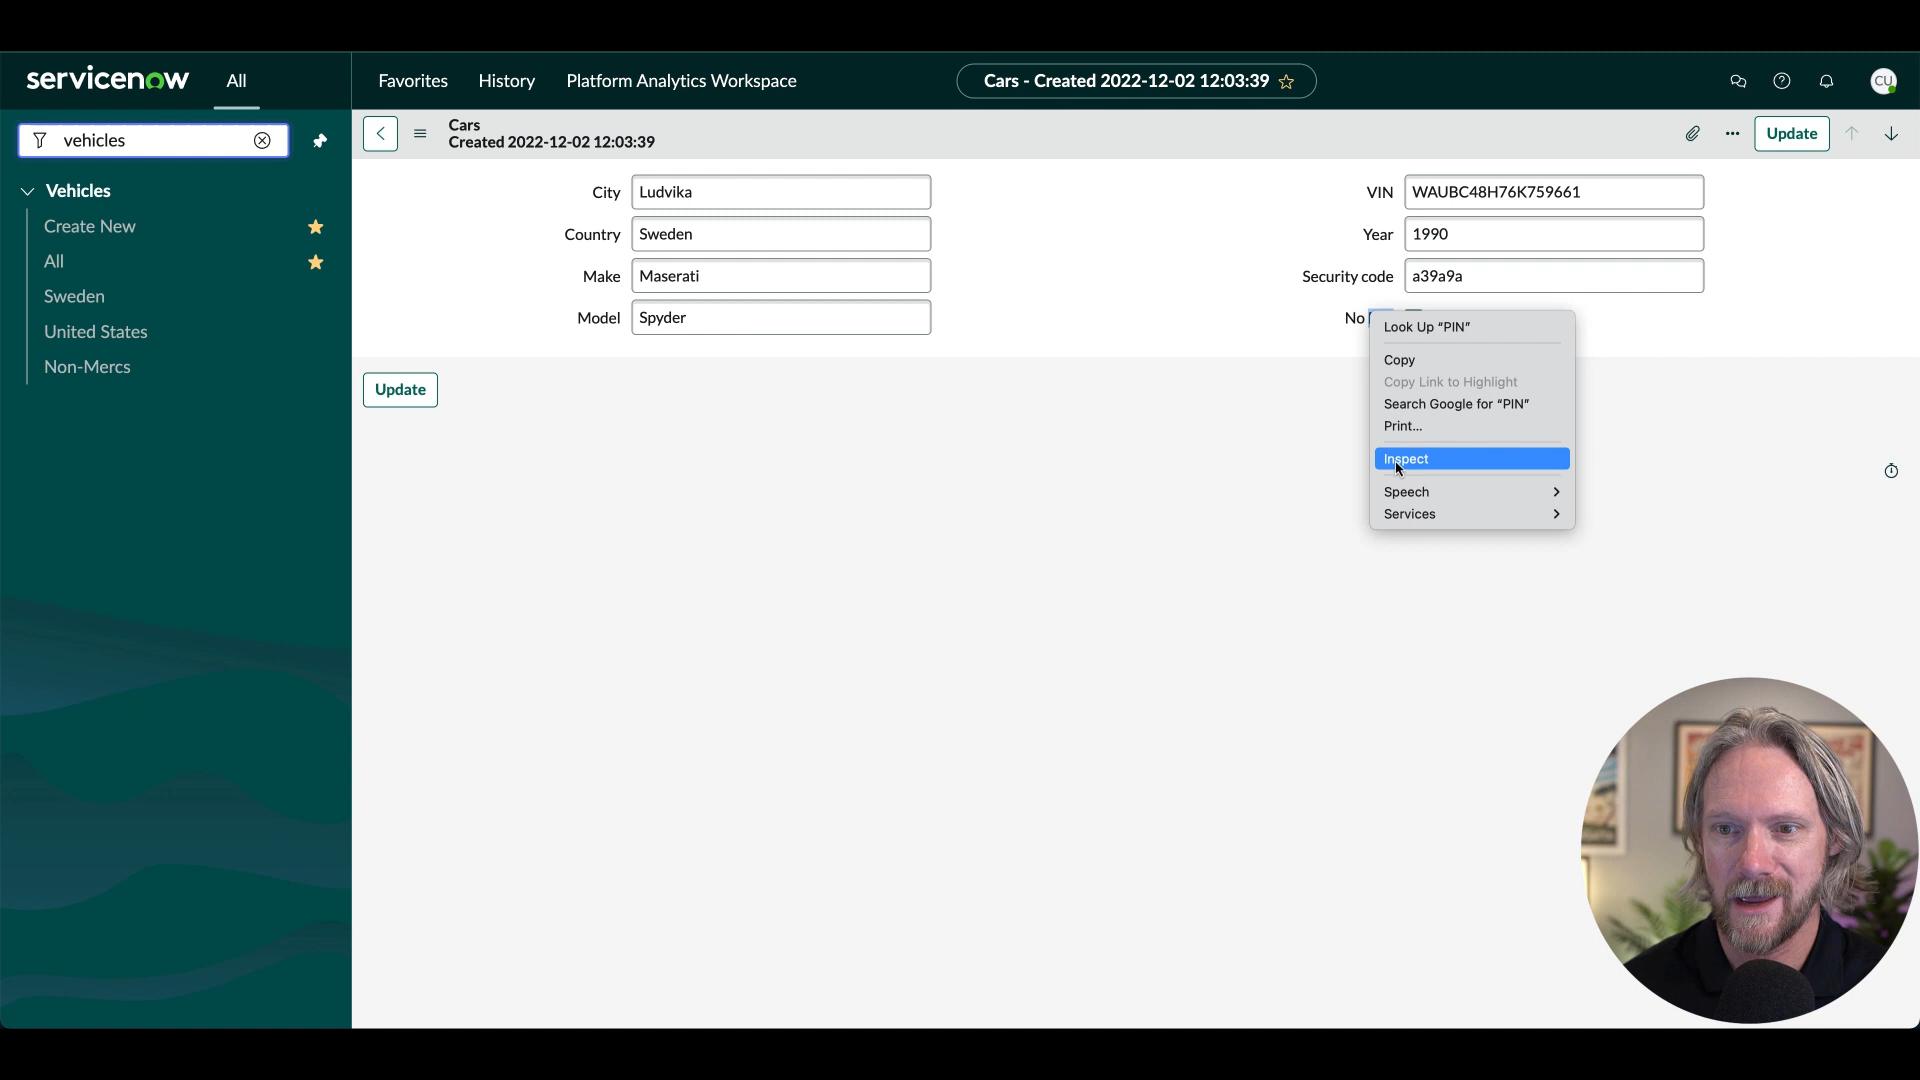 servicenow
All
Favorites
History
Platform Analytics Workspace
Cars - Created 2022-12-02 12:03:39
CU
vehicles
Vehicles
Create New
All
Sweden
United States
Non-Mercs
Cars
Created 2022-12-02 12:03:39
Update
City
Ludvika
Country
Sweden
Make
Maserati
Model
Spyder
VIN
WAUBC48H76K759661
Year
1990
Security code
a39a9a
No
Update
Look Up “PIN”
Copy
Copy Link to Highlight
Search Google for “PIN”
Print...
Inspect
Speech
Services